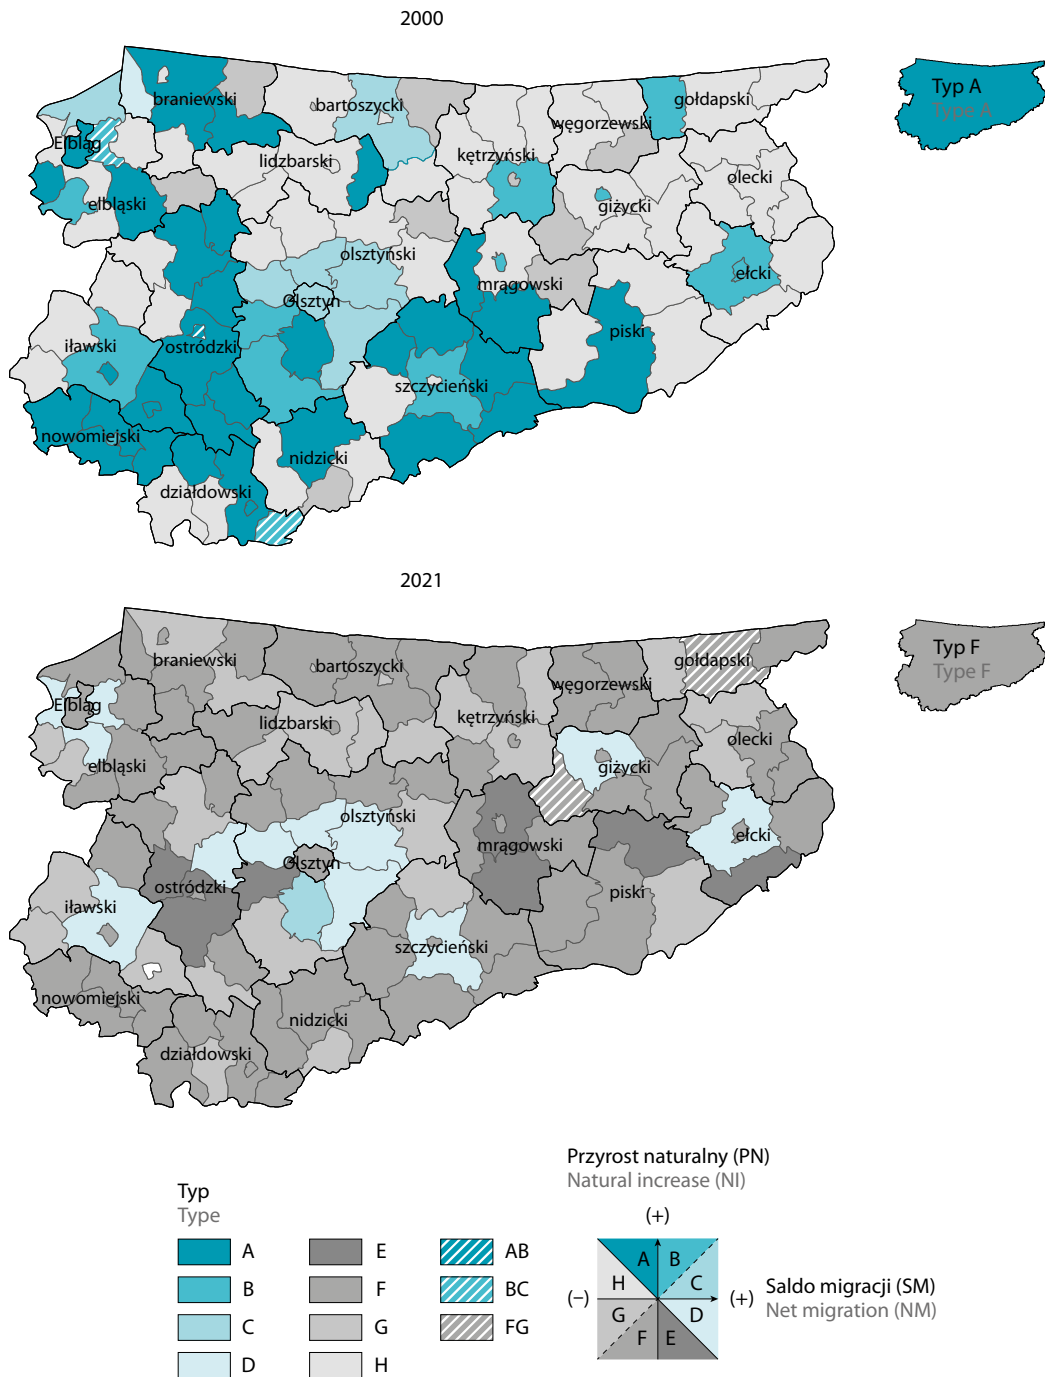 2000
Typ A
Type A
braniewski
bartoszycki
gołdapski
węgorzewski
Elbląg
lidzbarski
kętrzyński
olecki
elbląski
giżycki
olsztyński
ełcki
mrągowski
Olsztyn
iławski
ostródzki
piski
szczycieński
nowomiejski
nidzicki
działdowski
2021
Typ F
Type F
braniewski
bartoszycki
gołdapski
węgorzewski
Elbląg
lidzbarski
kętrzyński
olecki
elbląski
giżycki
olsztyński
ełcki
mrągowski
Olsztyn
ostródzki
piski
iławski
szczycieński
nowomiejski
nidzicki
działdowski
Przyrost naturalny (PN)
Natural increase (NI)
Typ
Type
(+)
A E AB
B F BC
C G FG
D H
A B
H C
G D
F E
(–)
(+)
Saldo migracji (SM)
Net migration (NM)